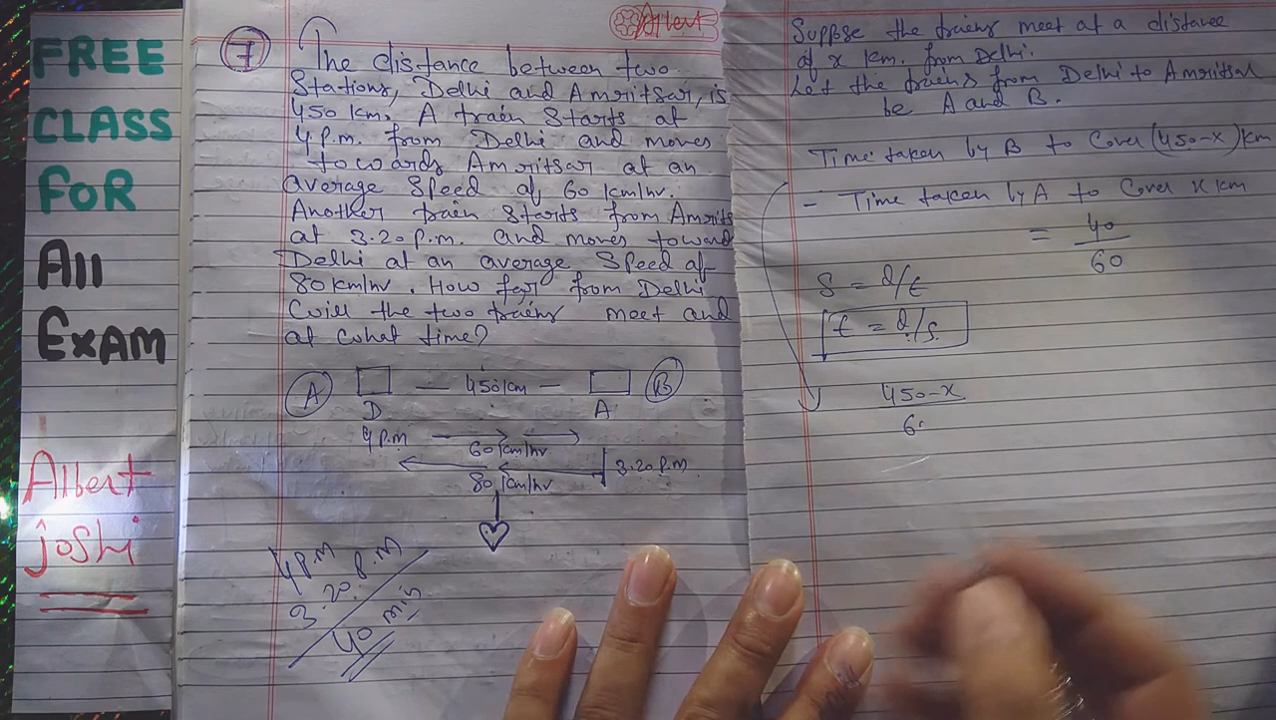 FREE
CLASS
FOR
All
ExAM
Albert
joshi
Albert
7 The distance between two
Stations, Delhi and Amritsar, is
450 km. A train Starts at
4 p.m. from Delhi and moves
towards Amritsar at an
average Speed of 60 km/hr.
Another train Starts from Amrits
at 3.20 p.m. and moves toward
Delhi at an average Speed of
80 km/hr. How far from Delhi
will the two trains meet and
at what time?
A — 450 km — B
D A
4 P.M 60 km/hr
80 km/hr 3.20 P.M
4 P.M
3.20. P.M
40 min
Suppse the trains meet at a distance
of x km. from Delhi.
Let the trains from Delhi to Amritsal
be A and B.
Time taken by B to Cover (450-x) km
- Time taken by A to Cover x km
= 40
60
S = D/t
t = D/s
450-x
6